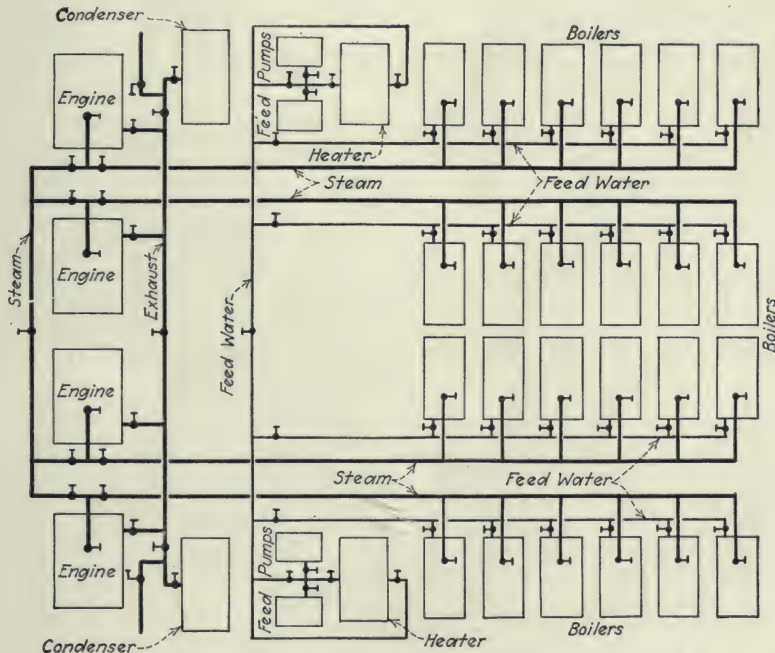 Condenser
Boilers
Engine
Feed
Pumps
Heater
Steam
Feed Water
Engine
Steam
Exhaust
Feed Water
Boilers
Engine
Steam
Feed Water
Engine
Feed
Pumps
Condenser
Heater
Boilers